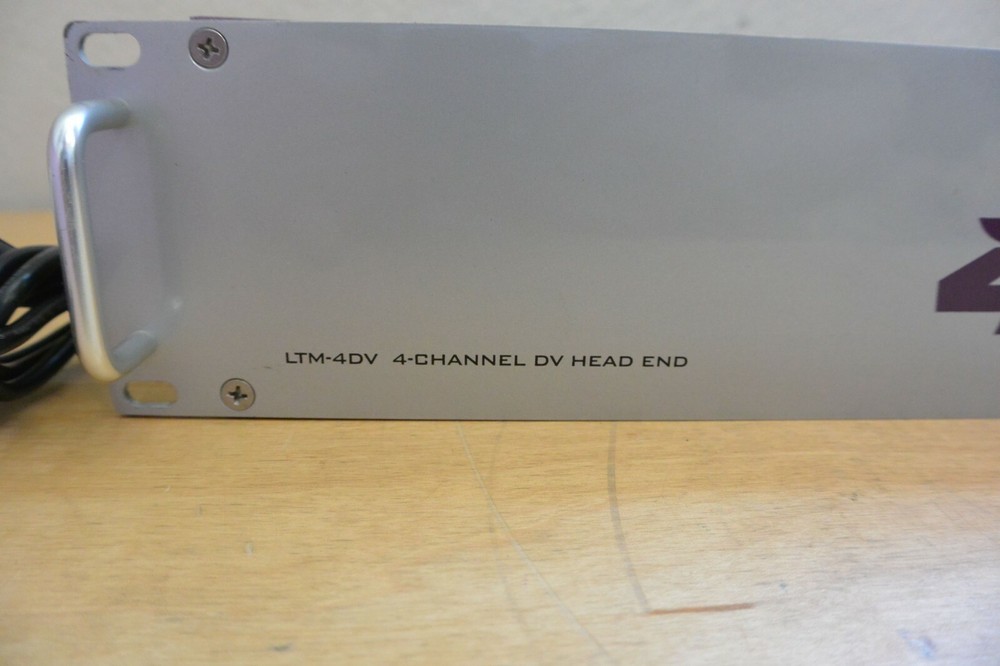 LTM-4DV 4-CHANNEL DV HEAD END